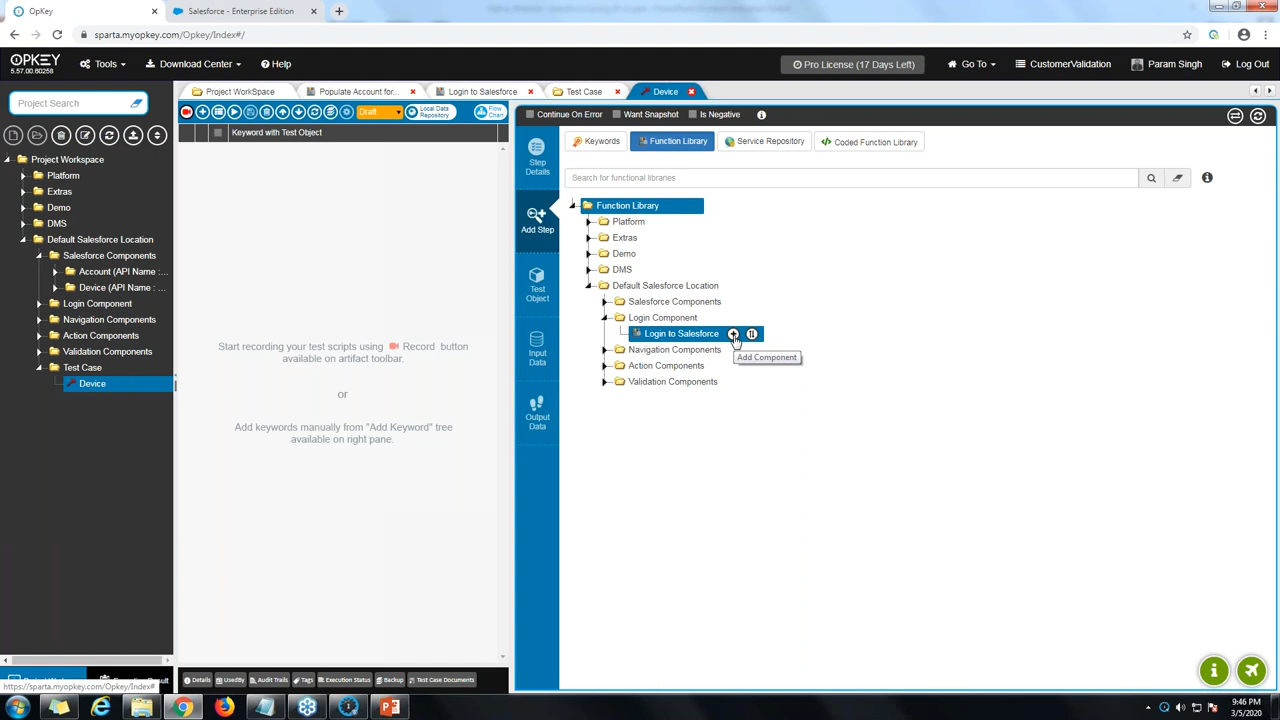 OpKey
Salesforce - Enterprise Edition
sparta.myopkey.com/Opkey/Index#/
OPKEY
5.57.00.60258
Tools
Download Center
Help
Pro License (17 Days Left)
Go To
CustomerValidation
Param Singh
Log Out
Project Search
Project WorkSpace
Populate Account for...
Login to Salesforce
Test Case
Device
Draft
Local Data Repository
Flow Chart
Keyword with Test Object
Continue On Error
Want Snapshot
Is Negative
Keywords
Function Library
Service Repository
Coded Function Library
Search for functional libraries
Project Workspace
Platform
Extras
Demo
DMS
Default Salesforce Location
Salesforce Components
Account (API Name :...
Device (API Name : ...
Login Component
Navigation Components
Action Components
Validation Components
Test Case
Device
Start recording your test scripts using Record button
available on artifact toolbar.
or
Add keywords manually from "Add Keyword" tree
available on right pane.
Step Details
Add Step
Test Object
Input Data
Output Data
Function Library
Platform
Extras
Demo
DMS
Default Salesforce Location
Salesforce Components
Login Component
Login to Salesforce
Add Component
Navigation Components
Action Components
Validation Components
Details
UsedBy
Audit Trails
Tags
Execution Status
Backup
Test Case Documents
https://sparta.myopkey.com/Opkey/Index#
9:46 PM
3/5/2020